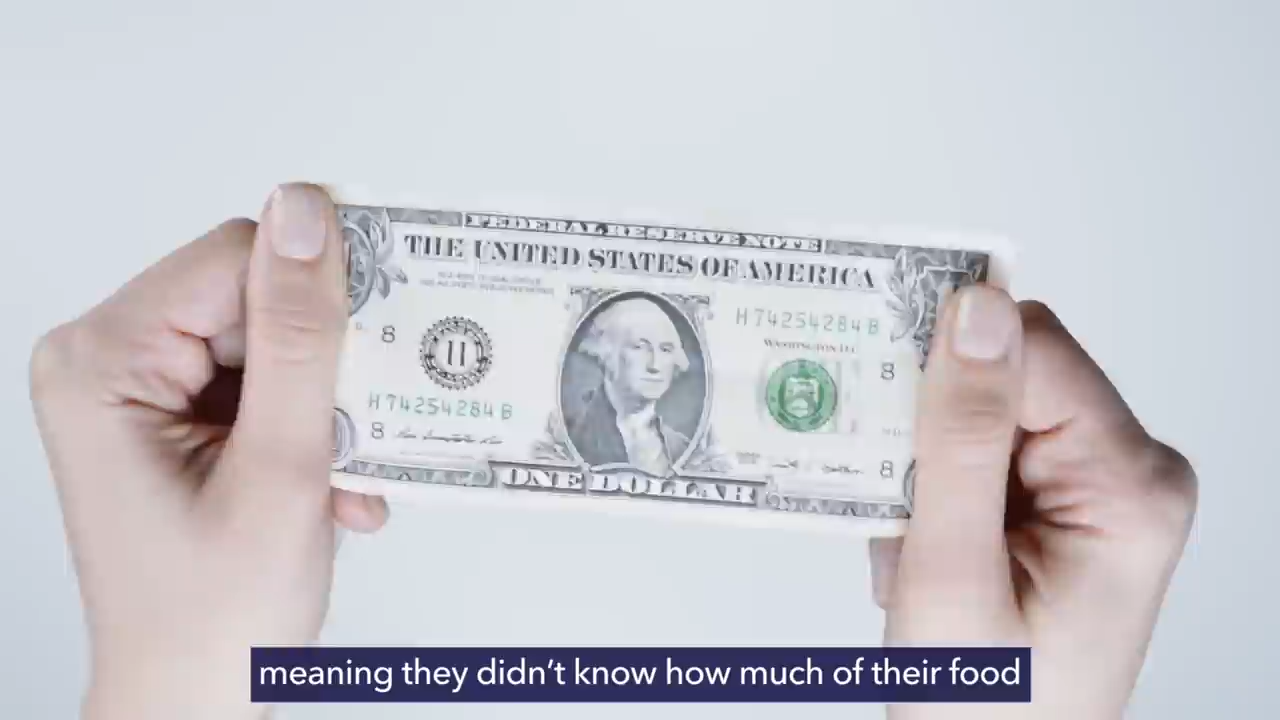 FEDERAL RESERVE NOTE
THE UNITED STATES OF AMERICA
H 74254284 B
WASHINGTON, D.C.
8
H
8
H 74254284 B
8
8
ONE DOLLAR
meaning they didn't know how much of their food